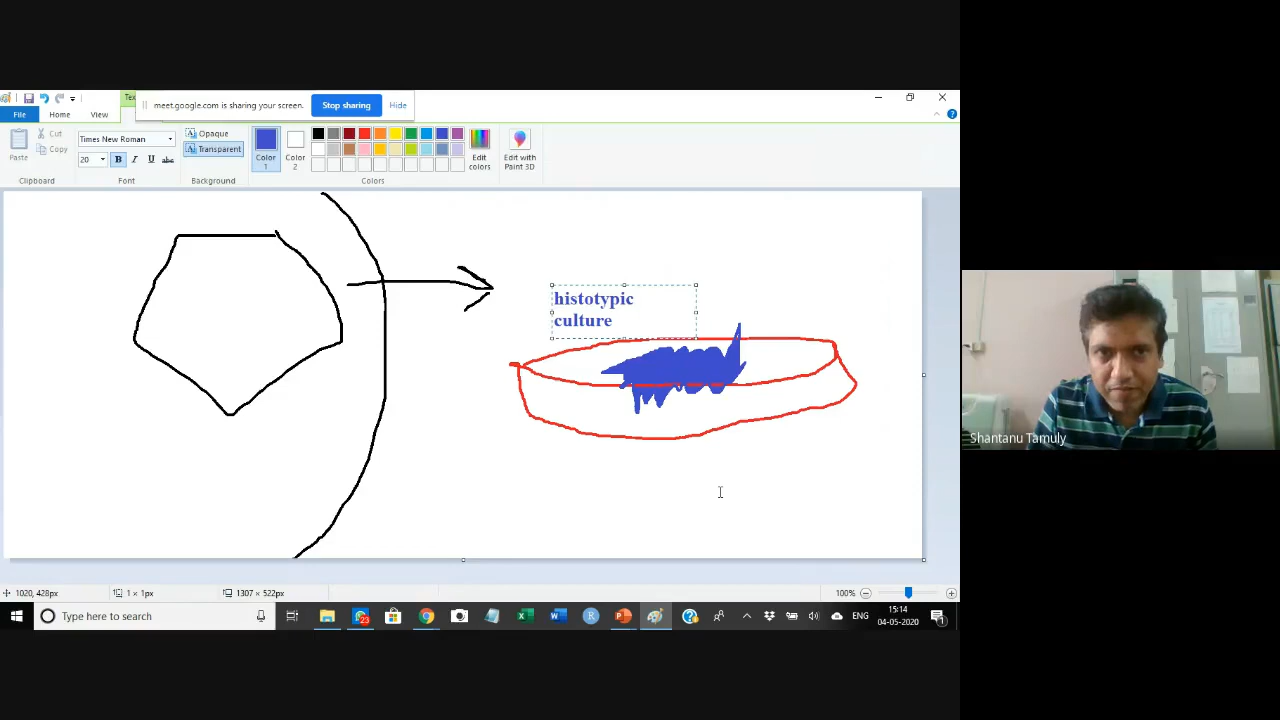 meet.google.com is sharing your screen. Stop sharing Hide
File Home View Tex
Paste Cut Copy
Clipboard
Times New Roman
20 B I U abc
Font
Opaque
Transparent
Background
Color 1
Color 2
Colors
Edit colors
Edit with Paint 3D
histotypic
culture
Shantanu Tamuly
1020, 428px 1 × 1px 1307 × 522px 100%
Type here to search
23
ENG
15:14
04-05-2020
1